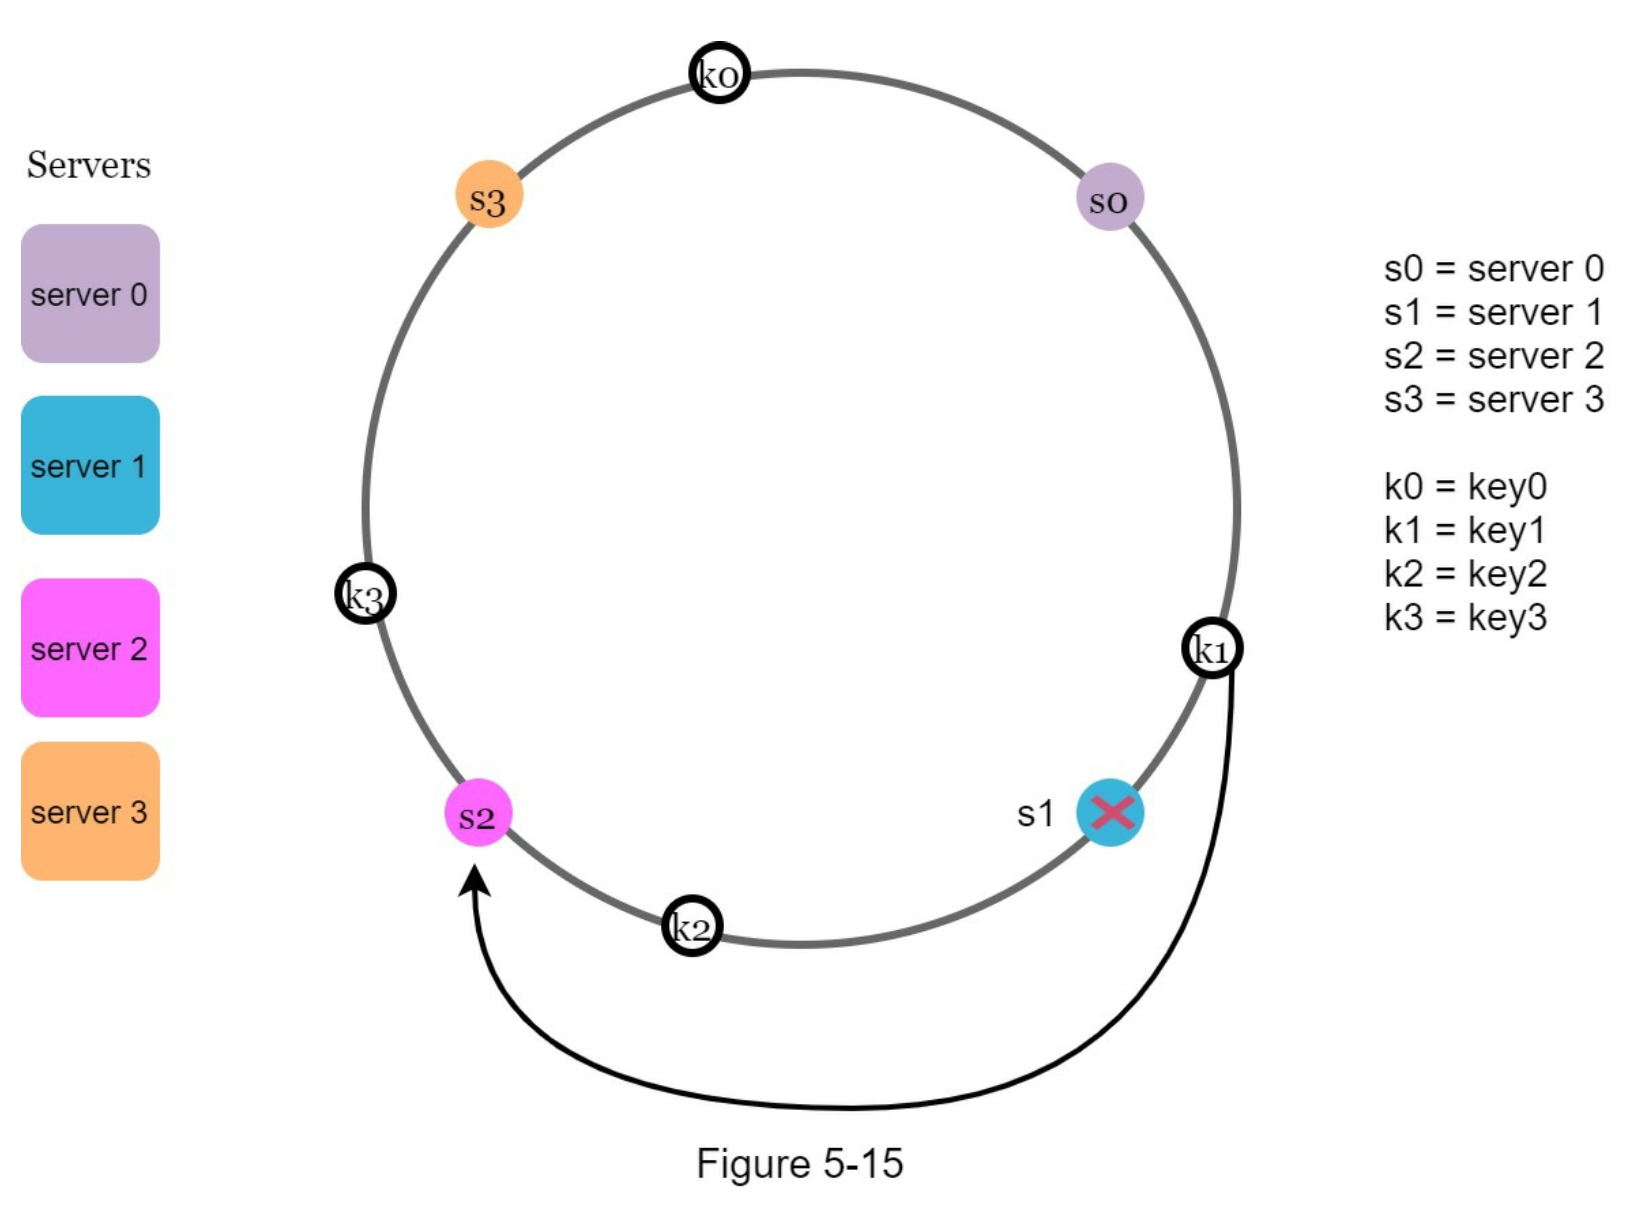 Servers
server 0
server 1
server 2
server 3
k0
s0
k1
s1
k2
s2
k3
s3
s0 = server 0
s1 = server 1
s2 = server 2
s3 = server 3
k0 = key0
k1 = key1
k2 = key2
k3 = key3
Figure 5-15